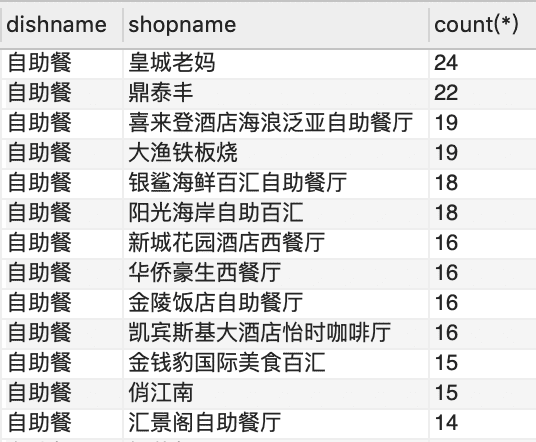 dishname shopname count(*)
自助餐 皇城老妈 24
自助餐 鼎泰丰 22
自助餐 喜来登酒店海浪泛亚自助餐厅 19
自助餐 大渔铁板烧 19
自助餐 银鲨海鲜百汇自助餐厅 18
自助餐 阳光海岸自助百汇 18
自助餐 新城花园酒店西餐厅 16
自助餐 华侨豪生西餐厅 16
自助餐 金陵饭店自助餐厅 16
自助餐 凯宾斯基大酒店怡时咖啡厅 16
自助餐 金钱豹国际美食百汇 15
自助餐 俏江南 15
自助餐 汇景阁自助餐厅 14